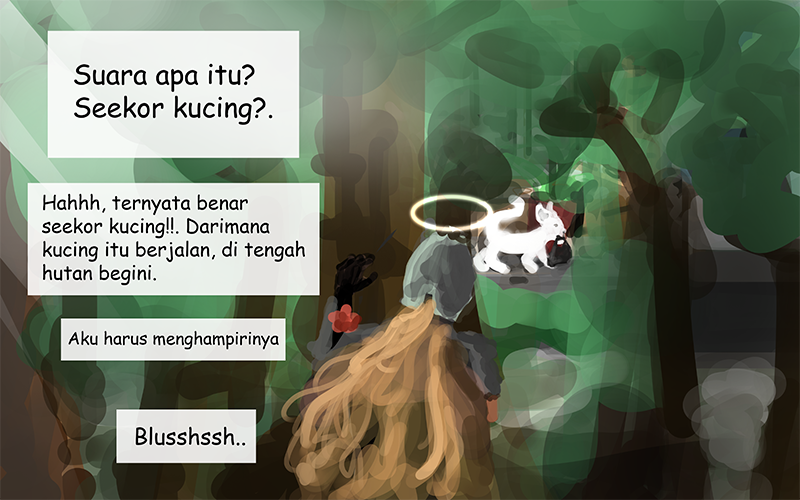 Suara apa itu?
Seekor kucing?.
Hahhh, ternyata benar
seekor kucing!!. Darimana
kucing itu berjalan, di tengah
hutan begini.
Aku harus menghampirinya
Blusshssh..